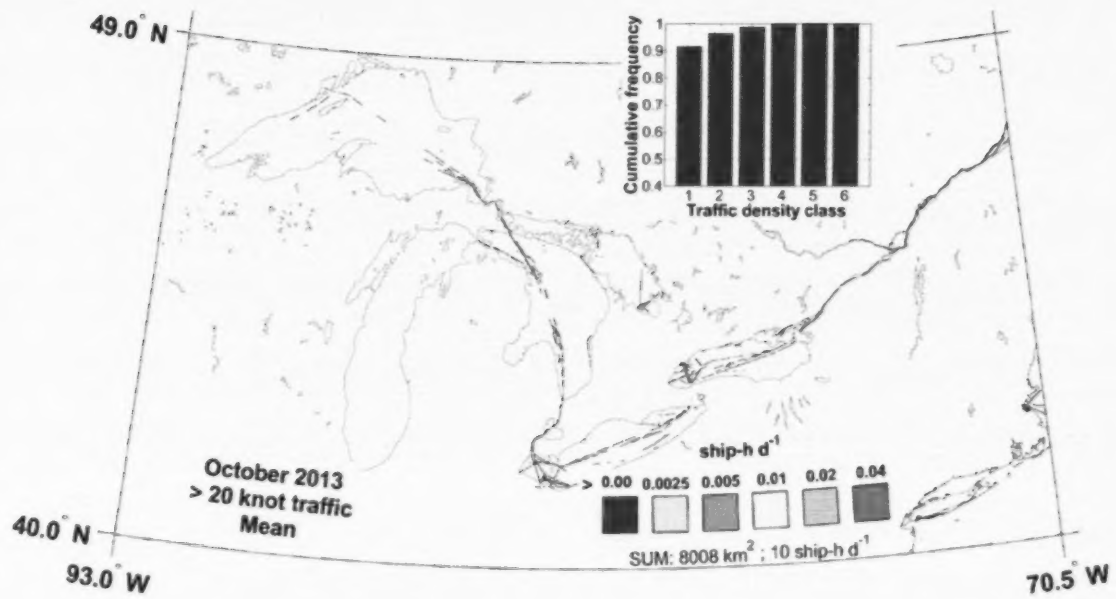 49.0° N
Cumulative frequency
1
0.9
0.8
0.7
0.6
0.5
0.4
1 2 3 4 5 6
Traffic density class
October 2013
> 20 knot traffic
Mean
ship-h d⁻¹
> 0.00 0.0025 0.005 0.01 0.02 0.04
SUM: 8008 km² ; 10 ship-h d⁻¹
40.0° N
93.0° W
70.5° W